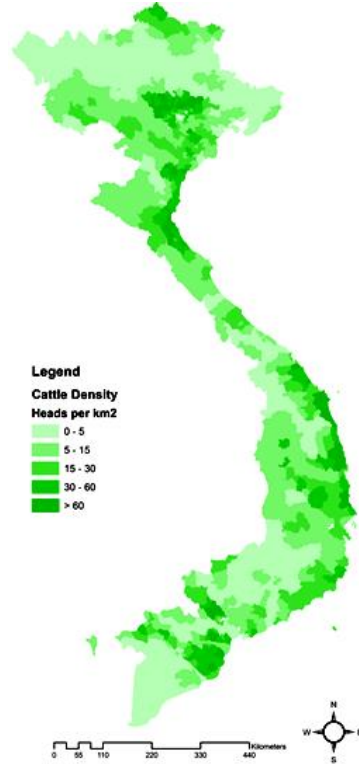 Legend
Cattle Density
Heads per km2
0 - 5
5 - 15
15 - 30
30 - 60
> 60
N
W E
S
Kilometers
0 55 110 220 330 440